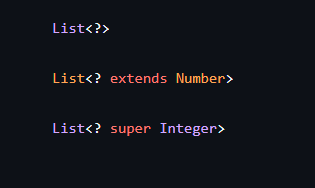 List<?>
List<? extends Number>
List<? super Integer>